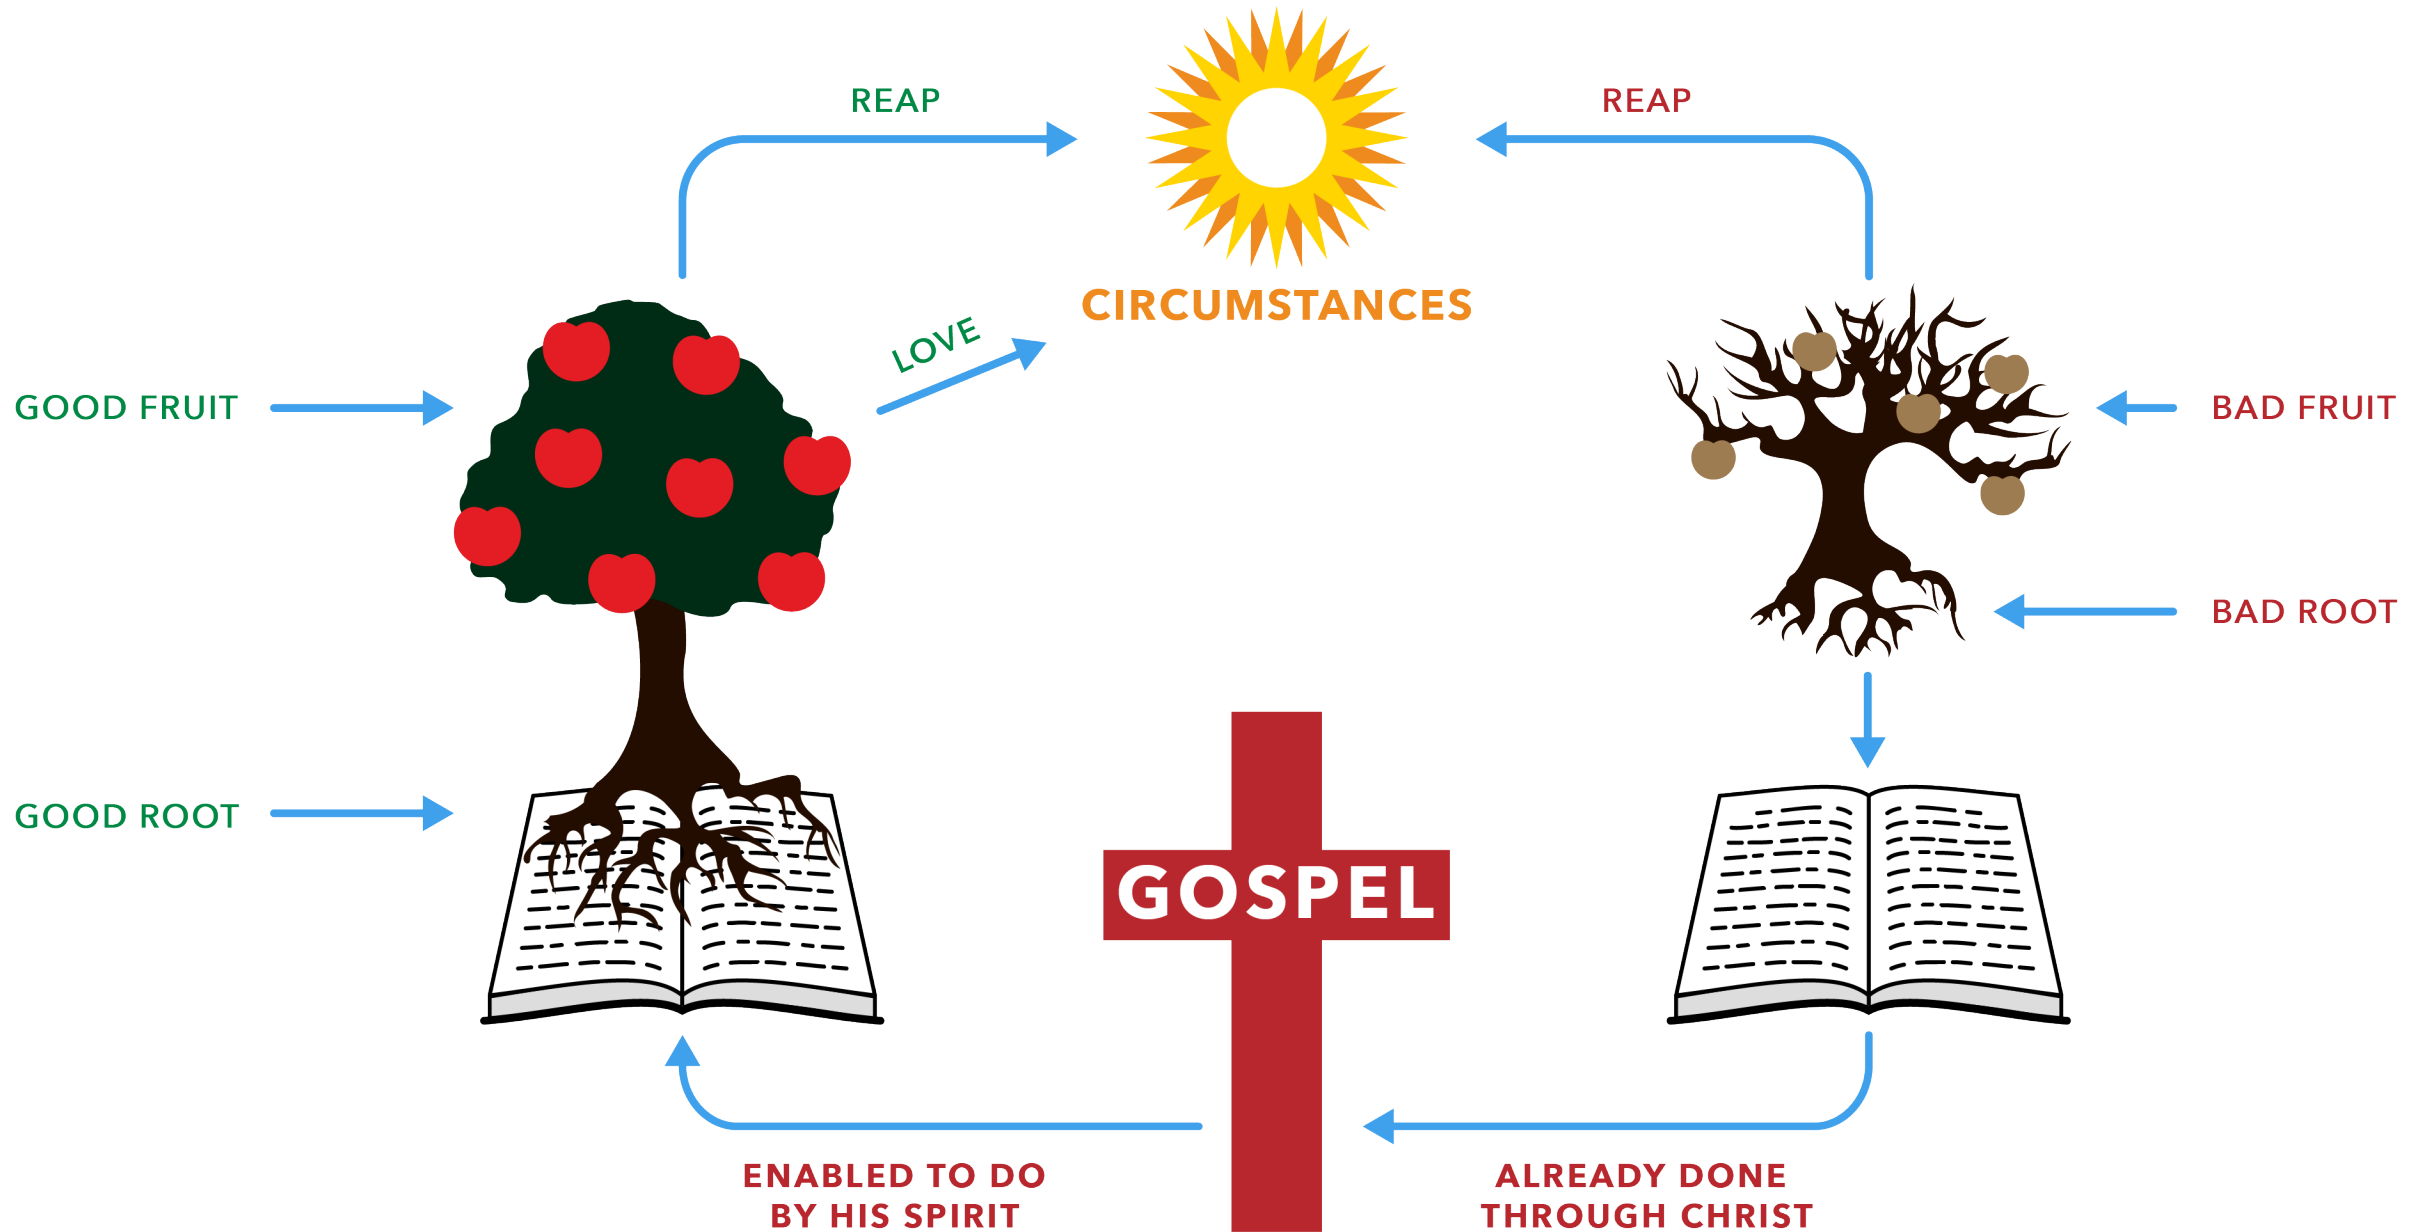 REAP
REAP
CIRCUMSTANCES
LOVE
GOOD FRUIT
BAD FRUIT
BAD ROOT
GOOD ROOT
GOSPEL
ENABLED TO DO
BY HIS SPIRIT
ALREADY DONE
THROUGH CHRIST